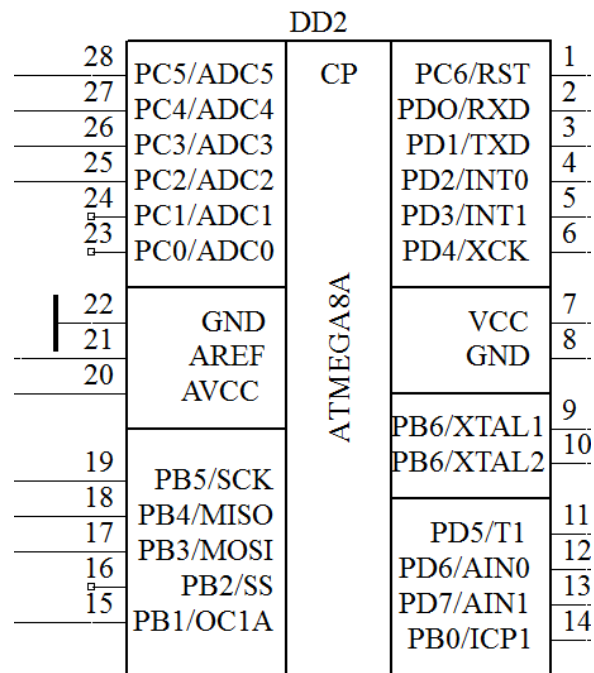 DD2
28 PC5/ADC5 CP PC6/RST 1
27 PC4/ADC4 PDO/RXD 2
26 PC3/ADC3 PD1/TXD 3
25 PC2/ADC2 PD2/INT0 4
24 PC1/ADC1 PD3/INT1 5
23 PC0/ADC0 PD4/XCK 6
ATMEGA8A
22 GND VCC 7
21 AREF GND 8
20 AVCC
PB6/XTAL1 9
PB6/XTAL2 10
19 PB5/SCK
18 PB4/MISO PD5/T1 11
17 PB3/MOSI PD6/AIN0 12
16 PB2/SS PD7/AIN1 13
15 PB1/OC1A PB0/ICP1 14